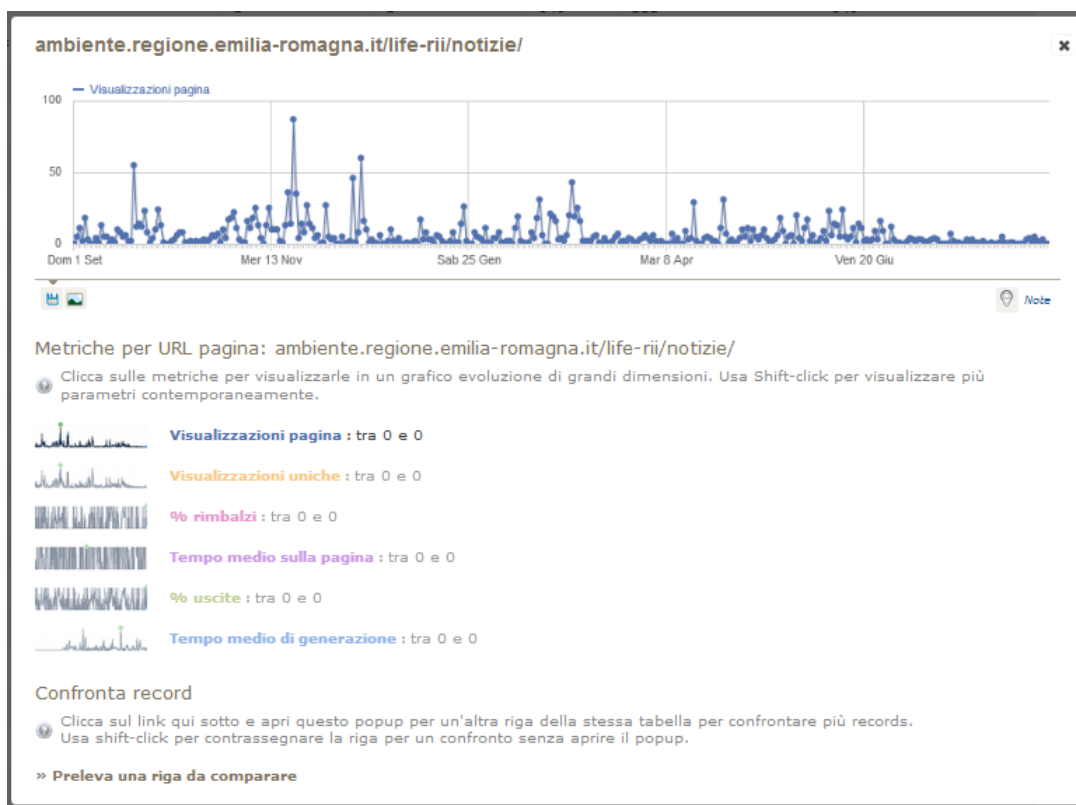 ambiente.regione.emilia-romagna.it/life-rii/notizie/
Visualizzazioni pagina
100
50
0
Dom 1 Set
Mer 13 Nov
Sab 25 Gen
Mar 8 Apr
Ven 20 Giu
Note
Metriche per URL pagina: ambiente.regione.emilia-romagna.it/life-rii/notizie/
Clicca sulle metriche per visualizzarle in un grafico evoluzione di grandi dimensioni. Usa Shift-click per visualizzare più
parametri contemporaneamente.
Visualizzazioni pagina : tra 0 e 0
Visualizzazioni uniche : tra 0 e 0
% rimbalzi : tra 0 e 0
Tempo medio sulla pagina : tra 0 e 0
% uscite : tra 0 e 0
Tempo medio di generazione : tra 0 e 0
Confronta record
Clicca sul link qui sotto e apri questo popup per un'altra riga della stessa tabella per confrontare più records.
Usa shift-click per contrassegnare la riga per un confronto senza aprire il popup.
» Preleva una riga da comparare